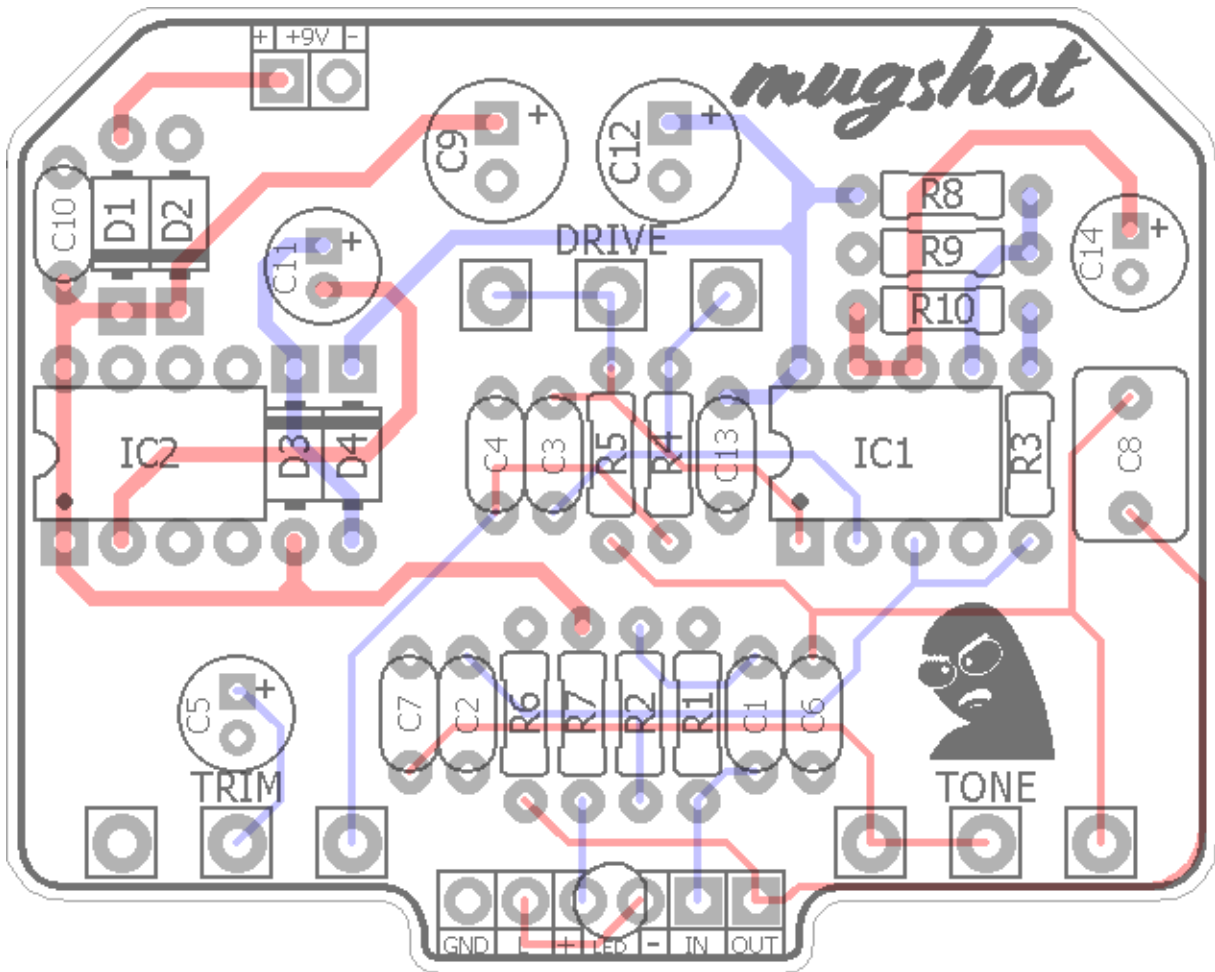 + +9V -
mugshot
C9 +
C12 +
R8
C10
D1
D2
C11 +
DRIVE
R9
C14 +
R10
IC2
D3
D4
C4
C3
R5
R4
C13
IC1
R3
C8
C5 +
C7
C2
R6
R7
R2
R1
C1
C6
TRIM
TONE
GND L + LED - IN OUT